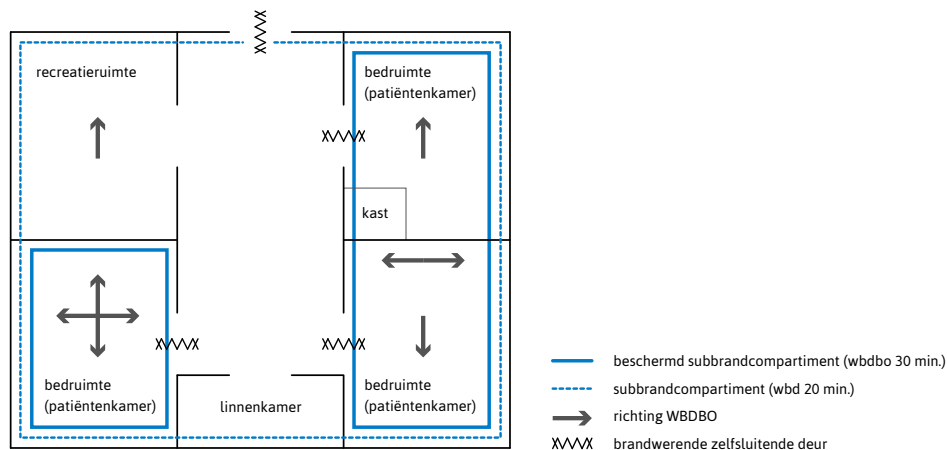 recreatieruimte
bedruimte
(patiëntenkamer)
kast
bedruimte
(patiëntenkamer)
linnenkamer
bedruimte
(patiëntenkamer)
beschermd subbrandcompartiment (wbdbo 30 min.)
subbrandcompartiment (wbd 20 min.)
richting WBDBO
brandwerende zelfsluitende deur